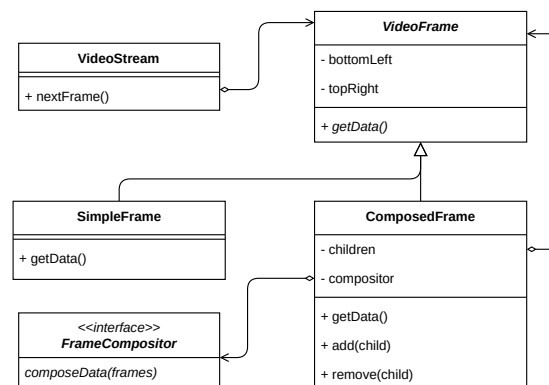 VideoStream
+ nextFrame()
VideoFrame
- bottomLeft
- topRight
+ getData()
SimpleFrame
+ getData()
ComposedFrame
- children
- compositor
+ getData()
+ add(child)
+ remove(child)
<<interface>>
FrameCompositor
composeData(frames)